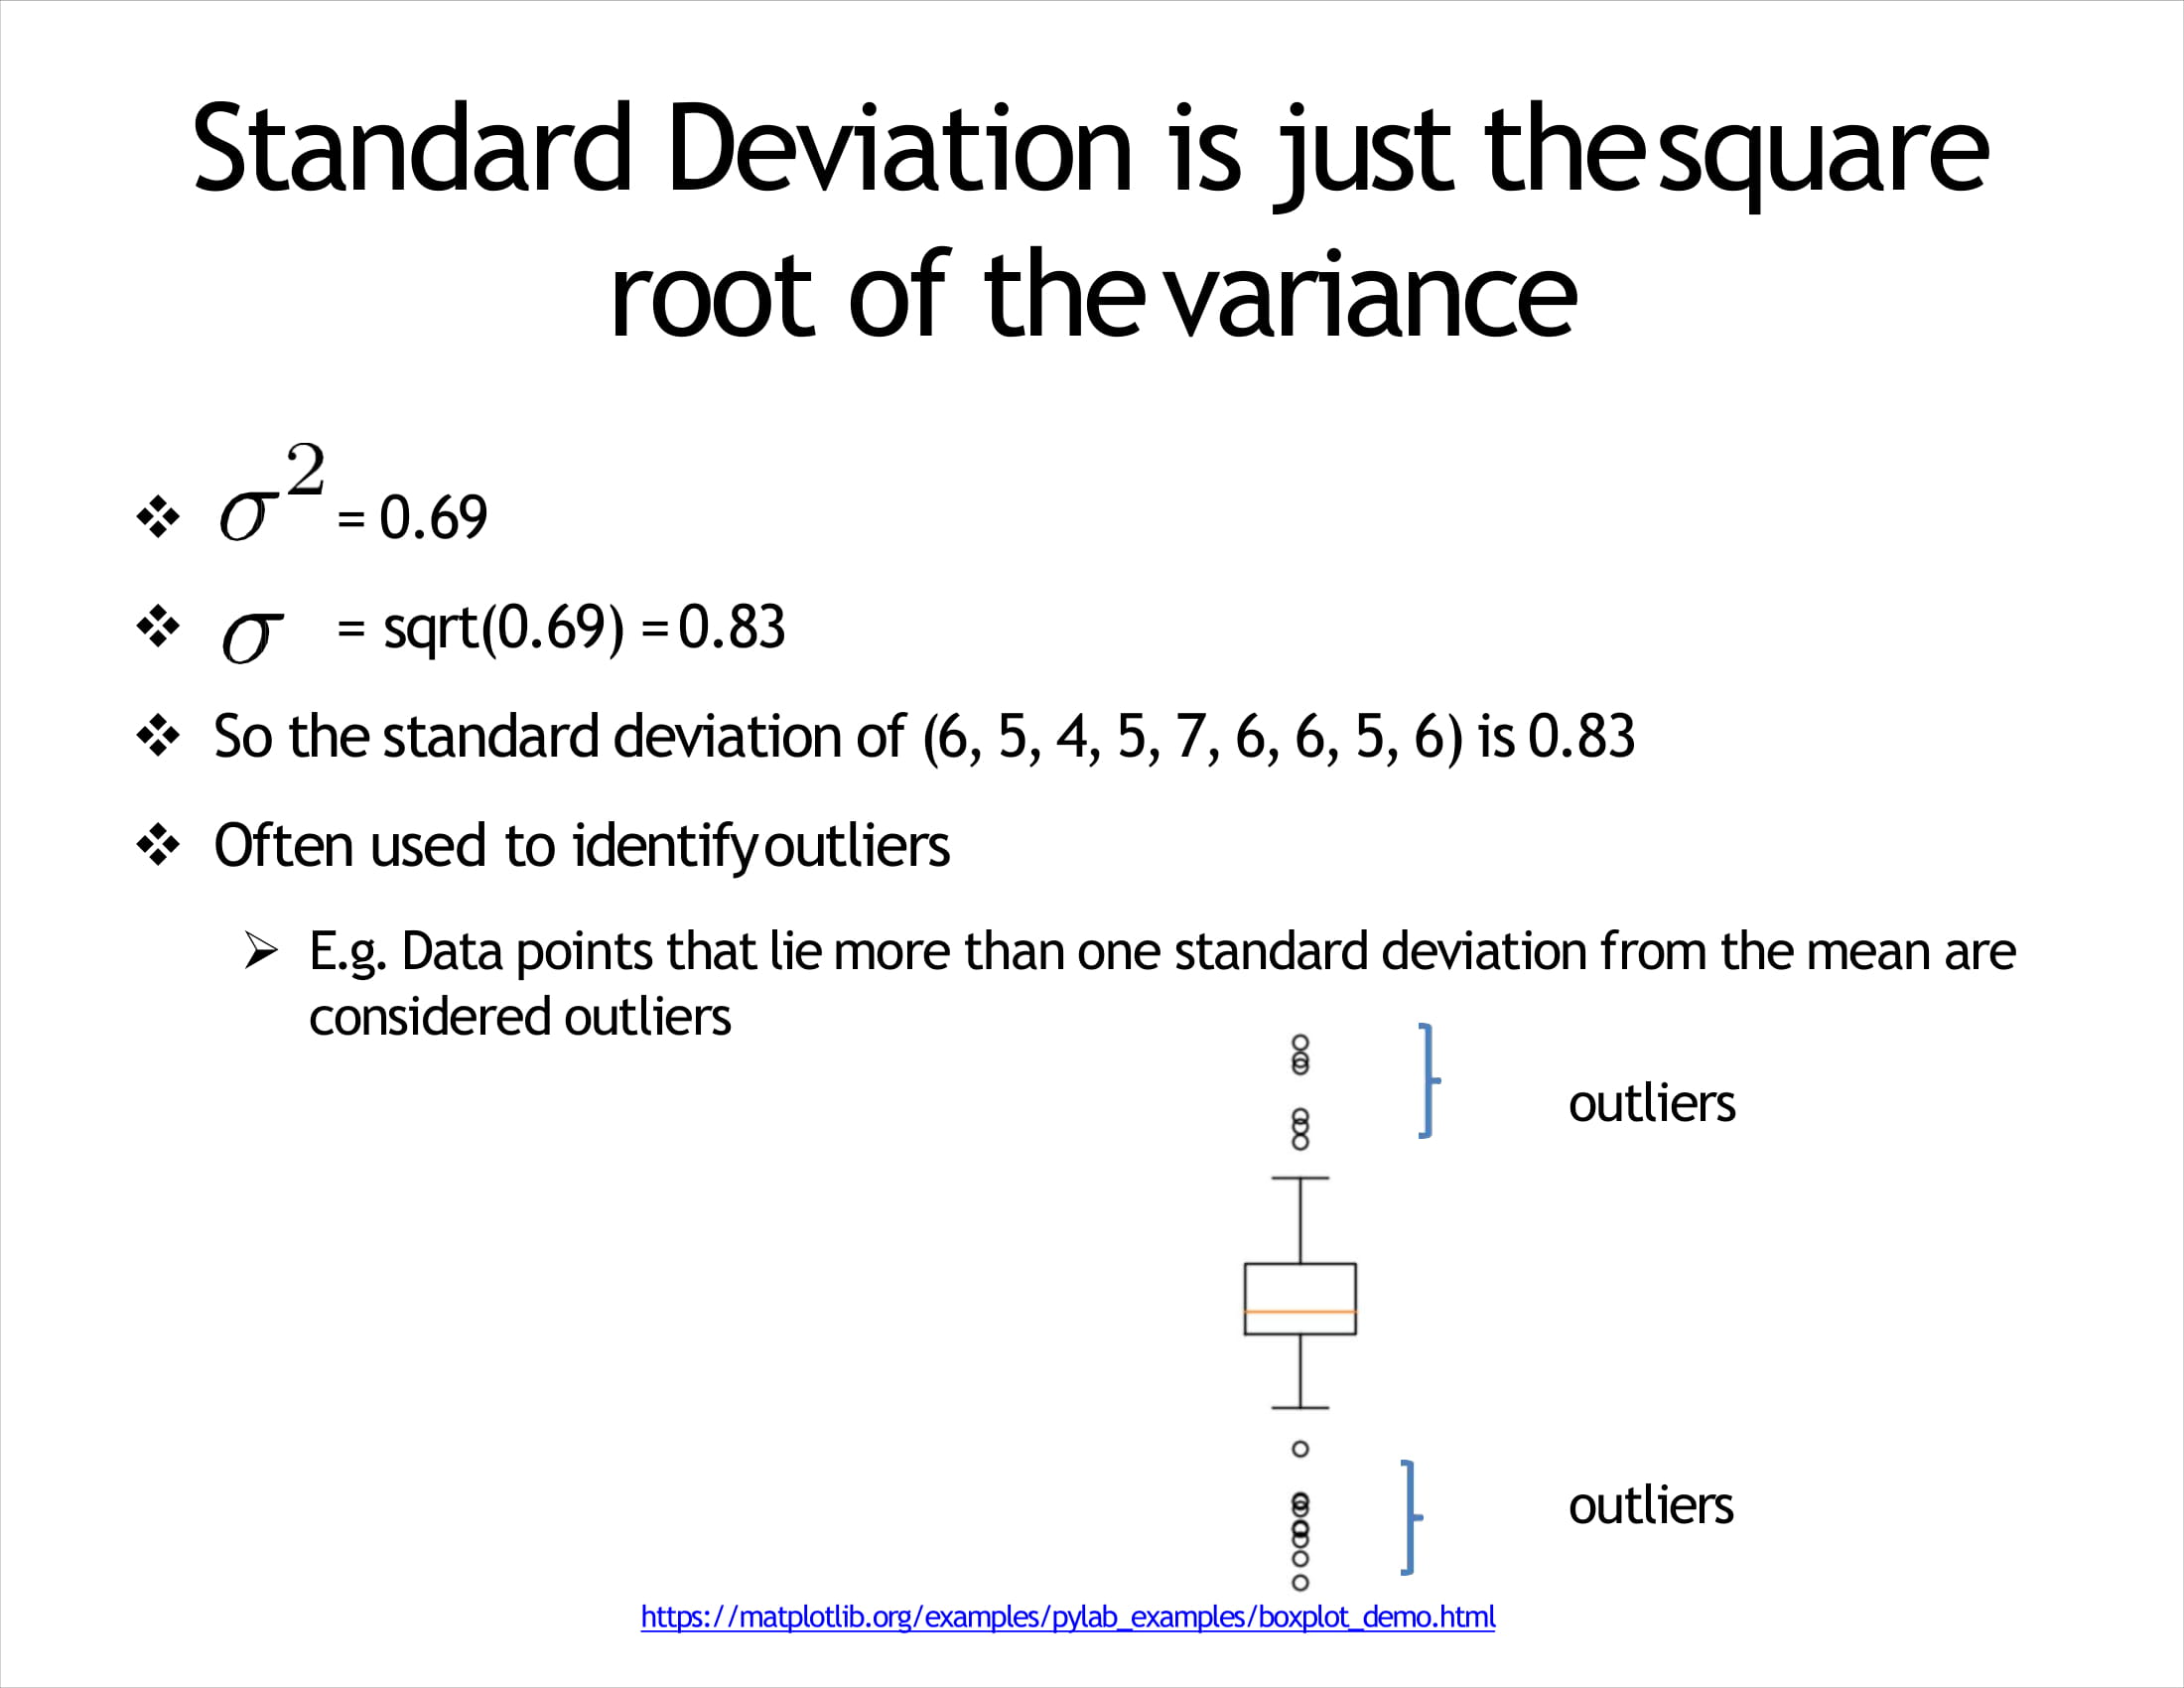 Standard Deviation is just the square
root of the variance
❖ σ² = 0.69
❖ σ = sqrt(0.69) = 0.83
❖ So the standard deviation of (6, 5, 4, 5, 7, 6, 6, 5, 6) is 0.83
❖ Often used to identify outliers
➢ E.g. Data points that lie more than one standard deviation from the mean are
considered outliers
outliers
outliers
https://matplotlib.org/examples/pylab_examples/boxplot_demo.html